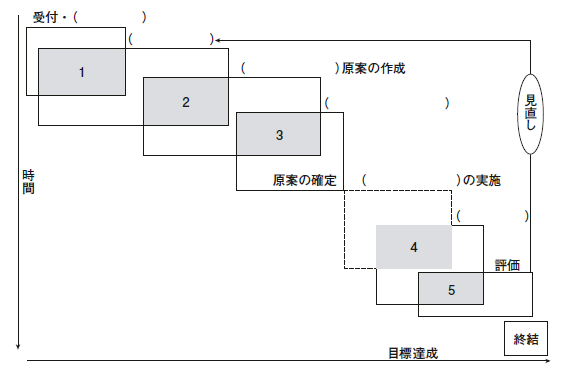 受付・（　　　　　）
（　　　　　　）
1
（　　　　　　　）原案の作成
2
（　　　　　　　　　）
見直し
3
時間
原案の確定　（　　　　　　　）の実施
（　　　　　）
4
評価
5
終結
目標達成